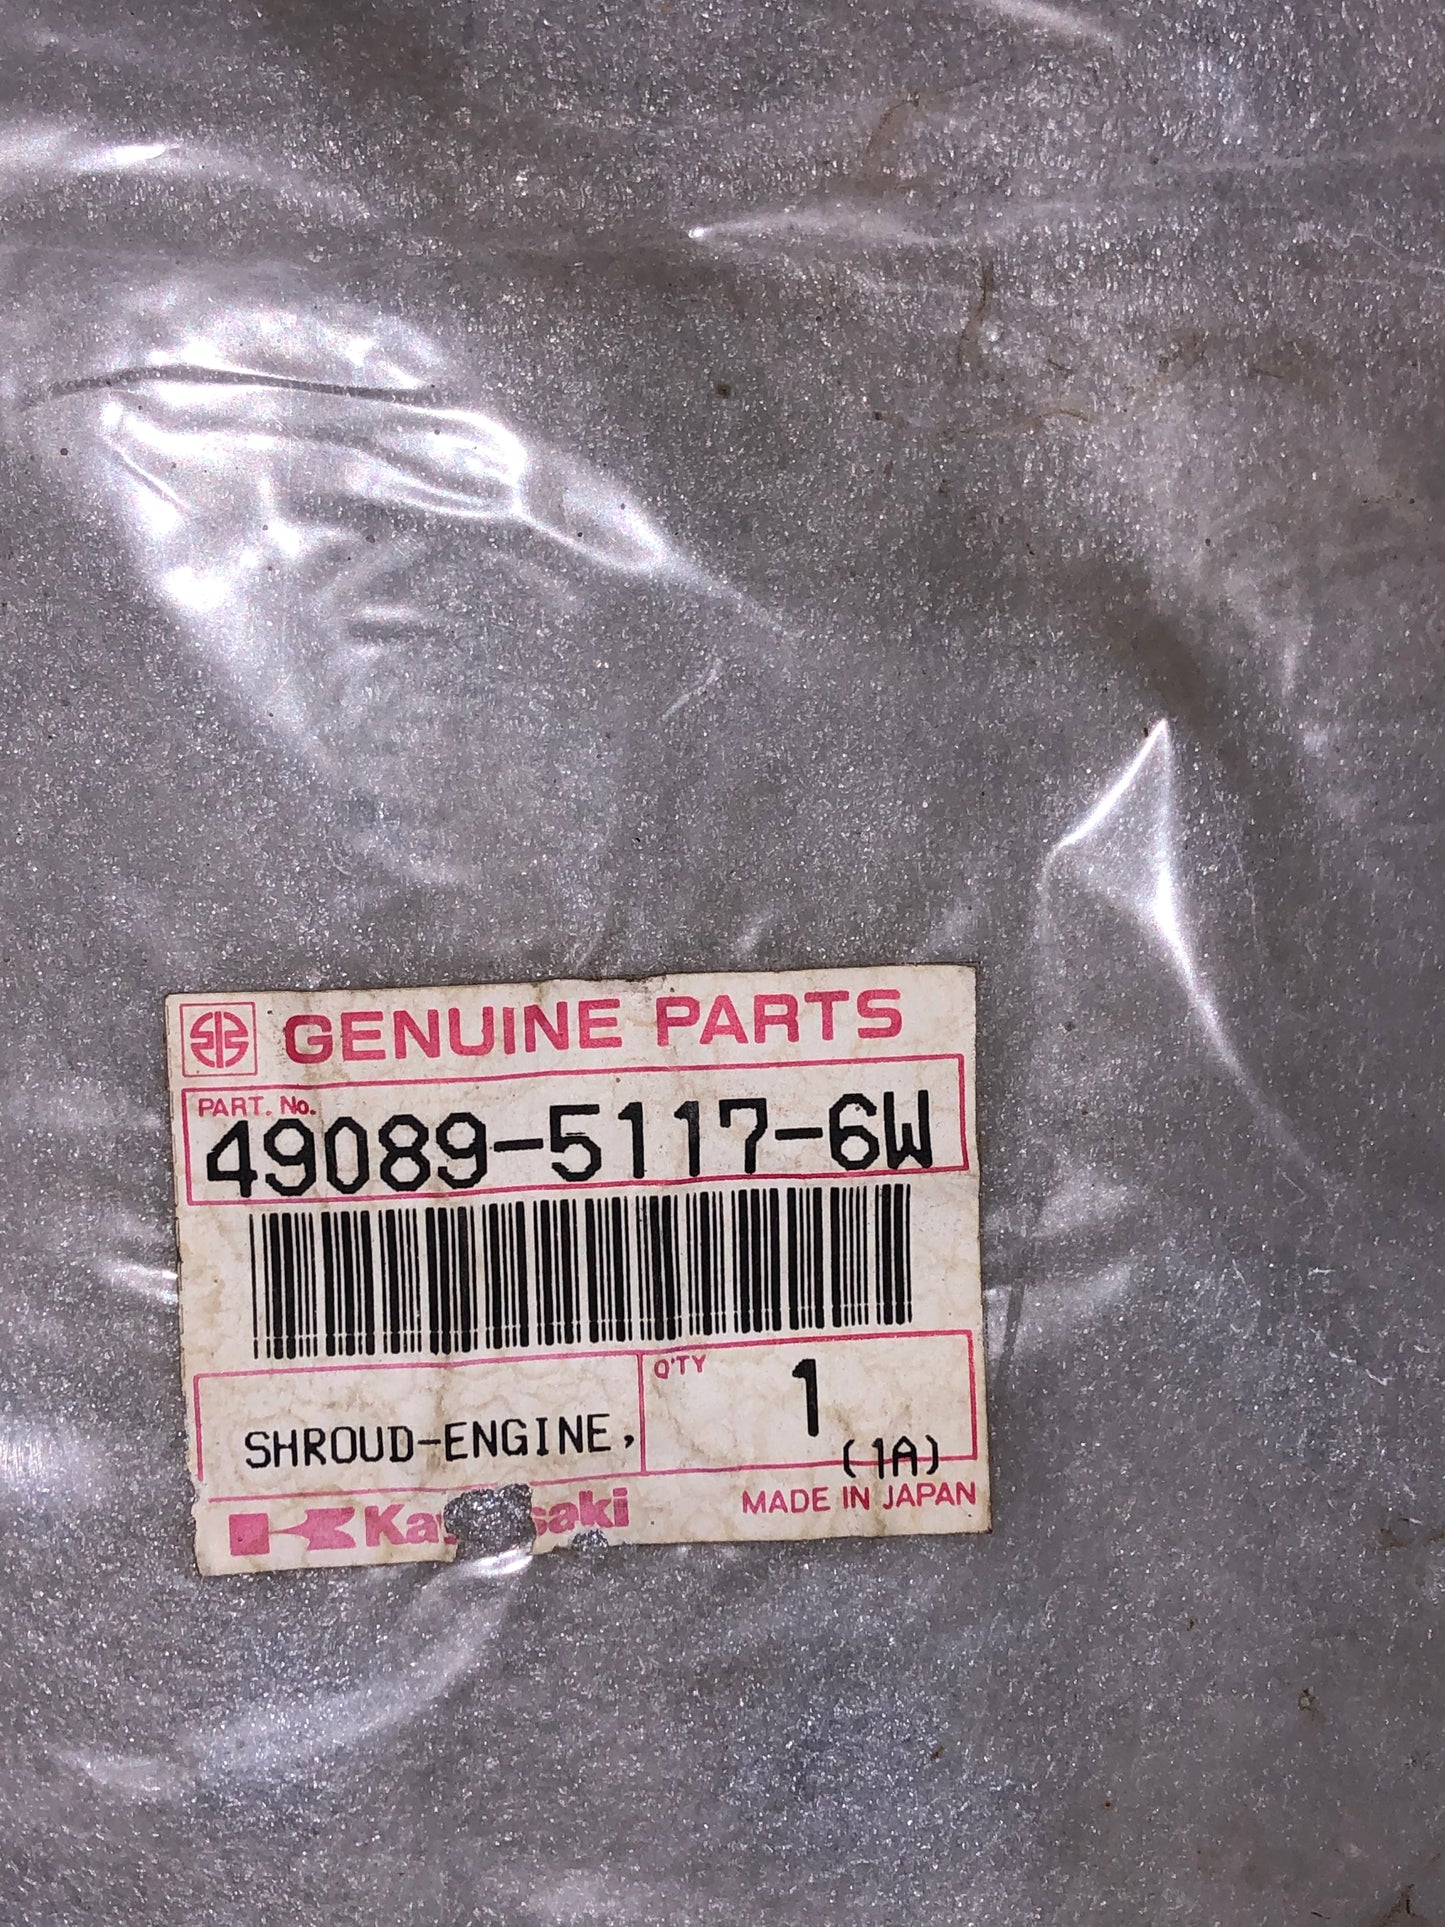 GENUINE PARTS
PART. No.
49089-5117-6W
Q'TY
1
SHROUD-ENGINE,
(1A)
MADE IN JAPAN